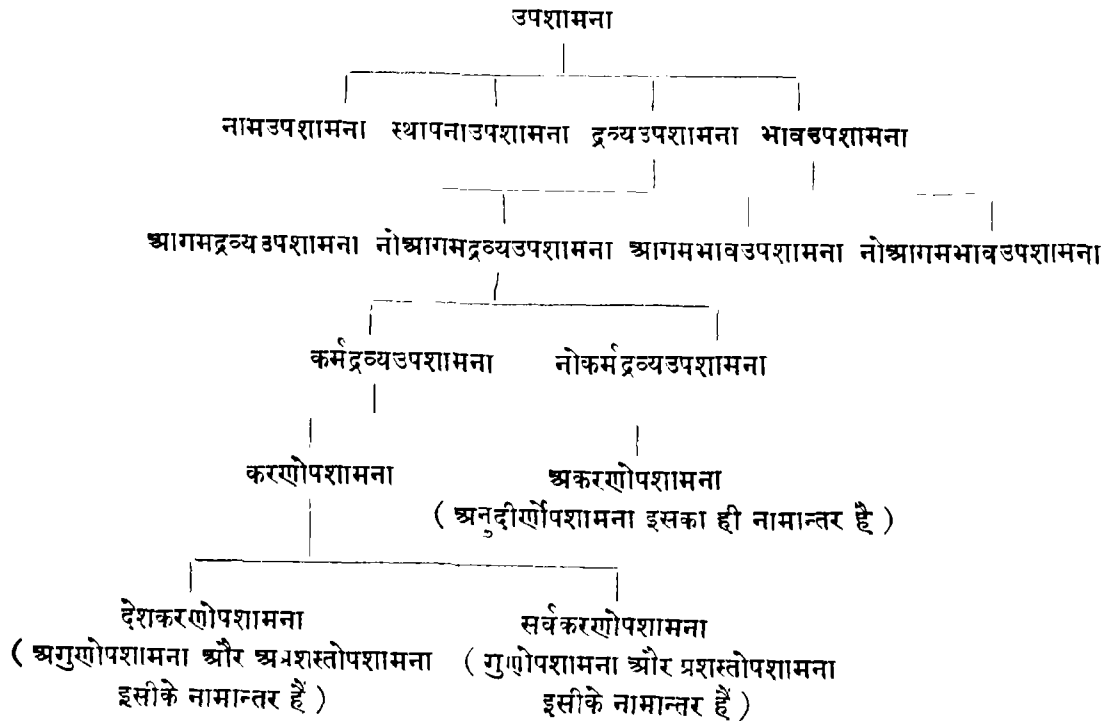 उपशामना
नामउपशामना स्थापनाउपशामना द्रव्यउपशामना भावउपशामना
आगमद्रव्यउपशामना नोआगमद्रव्यउपशामना आगमभावउपशामना नोआगमभावउपशामना
कर्मद्रव्यउपशामना नोकर्मद्रव्यउपशामना
करणोपशामना अकरणोपशामना
( अनुदीर्णोपशामना इसका ही नामान्तर है )
देशकरणोपशामना सर्वकरणोपशामना
( अगुणोपशामना और अप्रशस्तोपशामना ( गुणोपशामना और प्रशस्तोपशामना
इसीके नामान्तर हैं ) इसीके नामान्तर हैं )